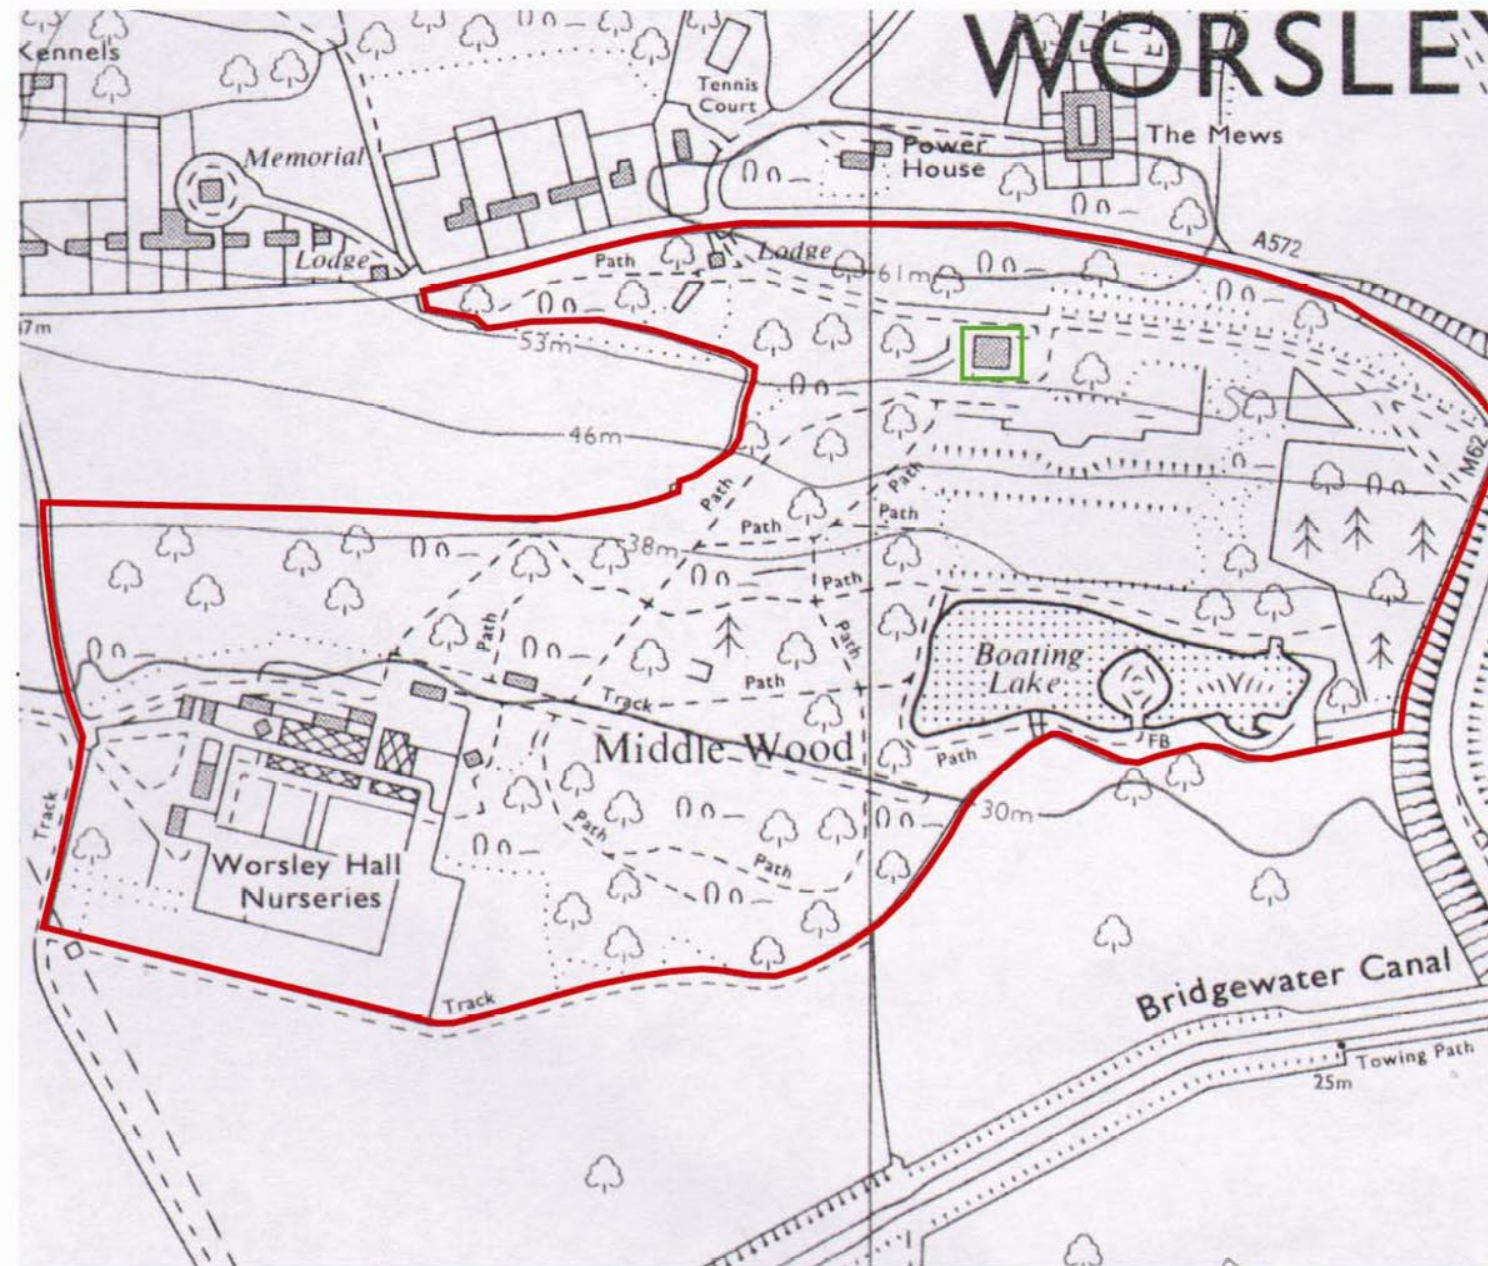 WORSLEY
Kennels
Tennis
Court
The Mews
Power
House
Memorial
A572
Lodge
Lodge
Path
61m
53m
M62
46m
Path
Path
Path
Path
38m
Path
Path
Path
Boating
Lake
Path
Track
Middle Wood
FB
Path
30m
Track
Path
Path
Worsley Hall
Nurseries
Track
Bridgewater Canal
Towing Path
25m